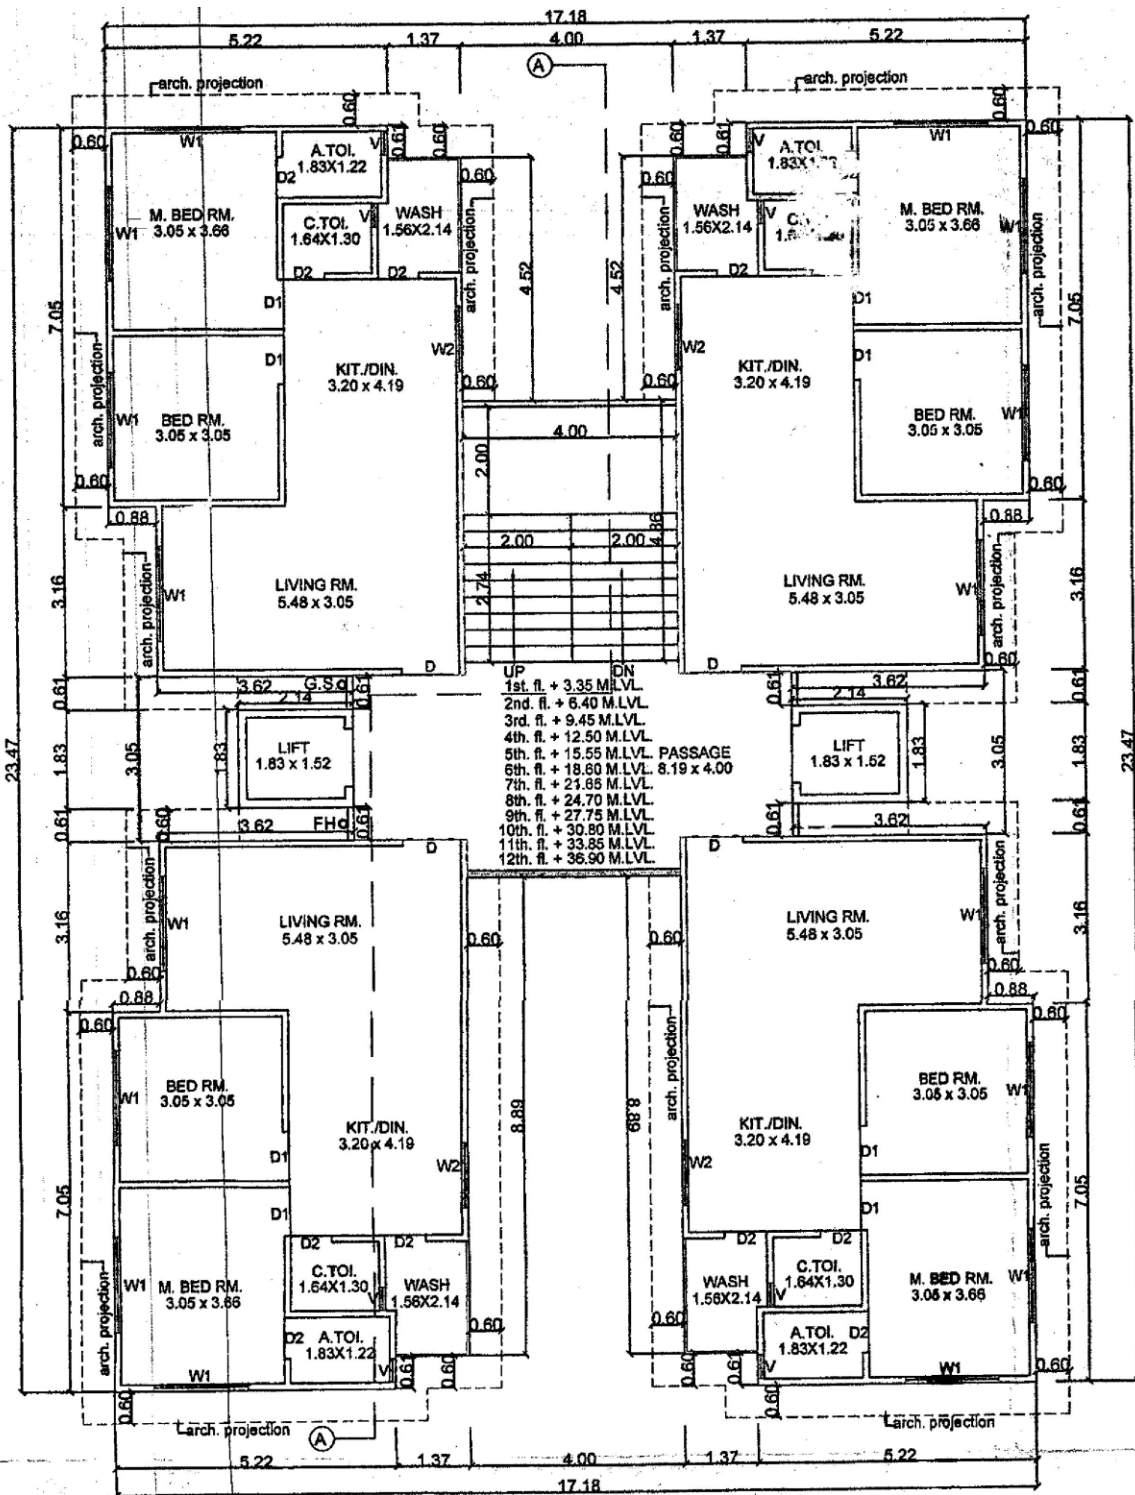 17.18
5.22 1.37 4.00 1.37 5.22
A
arch. projection
arch. projection
0.60 0.60 0.61 0.60 0.60 0.61 0.60 0.60
W1 V A.TOI.
1.83X1.22
D2
M. BED RM.
3.05 x 3.66
W1
C.TOI.
1.64X1.30
V
WASH
1.56X2.14
D2 D2
0.60
arch. projection
4.52
4.52
0.60
arch. projection
WASH
1.56X2.14
D2
V A.TOI.
V
W1
M. BED RM.
3.05 x 3.66
W1
arch. projection
7.05
D1
D1
W2
KIT./DIN.
3.20 x 4.19
BED RM.
3.05 x 3.05
W1
arch. projection
0.60
0.60
0.60
W2
KIT./DIN.
3.20 x 4.19
D1
D1
BED RM.
3.05 x 3.05
W1
7.05
0.60
0.88
0.88
4.00
2.00
2.00 2.00
4.86
2.74
LIVING RM.
5.48 x 3.05
W1
arch. projection
3.16
LIVING RM.
5.48 x 3.05
W1
arch. projection
3.16
0.60
D
D
UP DN
1st. fl. + 3.35 M.LVL.
2nd. fl. + 6.40 M.LVL.
3rd. fl. + 9.45 M.LVL.
4th. fl. + 12.50 M.LVL.
5th. fl. + 15.55 M.LVL. PASSAGE
6th. fl. + 18.60 M.LVL. 8.19 x 4.00
7th. fl. + 21.65 M.LVL.
8th. fl. + 24.70 M.LVL.
9th. fl. + 27.75 M.LVL.
10th. fl. + 30.80 M.LVL.
11th. fl. + 33.85 M.LVL.
12th. fl. + 36.90 M.LVL.
0.61 3.62 G.S. 0.61
2.14
23.47 1.83 3.05 1.83
LIFT
1.83 x 1.52
0.61 0.60 3.62 FH 0.61
0.61 3.62 0.61
2.14
LIFT
1.83 x 1.52
1.83 3.05 1.83 23.47
0.61 3.62 0.61
D
D
LIVING RM.
5.48 x 3.05
W1
arch. projection
3.16
0.60
0.88
0.60
0.60
0.60
LIVING RM.
5.48 x 3.05
W1
arch. projection
3.16
0.60
0.88
0.60
BED RM.
3.05 x 3.05
W1
D1
D1
KIT./DIN.
3.20 x 4.19
W2
8.89
8.89
arch. projection
W2
KIT./DIN.
3.20 x 4.19
BED RM.
3.05 x 3.05
W1
D1
D1
7.05
arch. projection
7.05
arch. projection
M. BED RM.
3.05 x 3.66
W1
D2 D2
C.TOI.
1.64X1.30
V
WASH
1.56X2.14
D2
A.TOI.
1.83X1.22
V
W1
0.60
0.60
D2 D2
WASH
1.56X2.14
C.TOI.
1.64X1.30
V
A.TOI.
1.83X1.22
D2
V
M. BED RM.
3.05 x 3.66
W1
W1
0.60 0.61 0.60 0.60 0.61 0.60 0.60
arch. projection
arch. projection
A
5.22 1.37 4.00 1.37 5.22
17.18